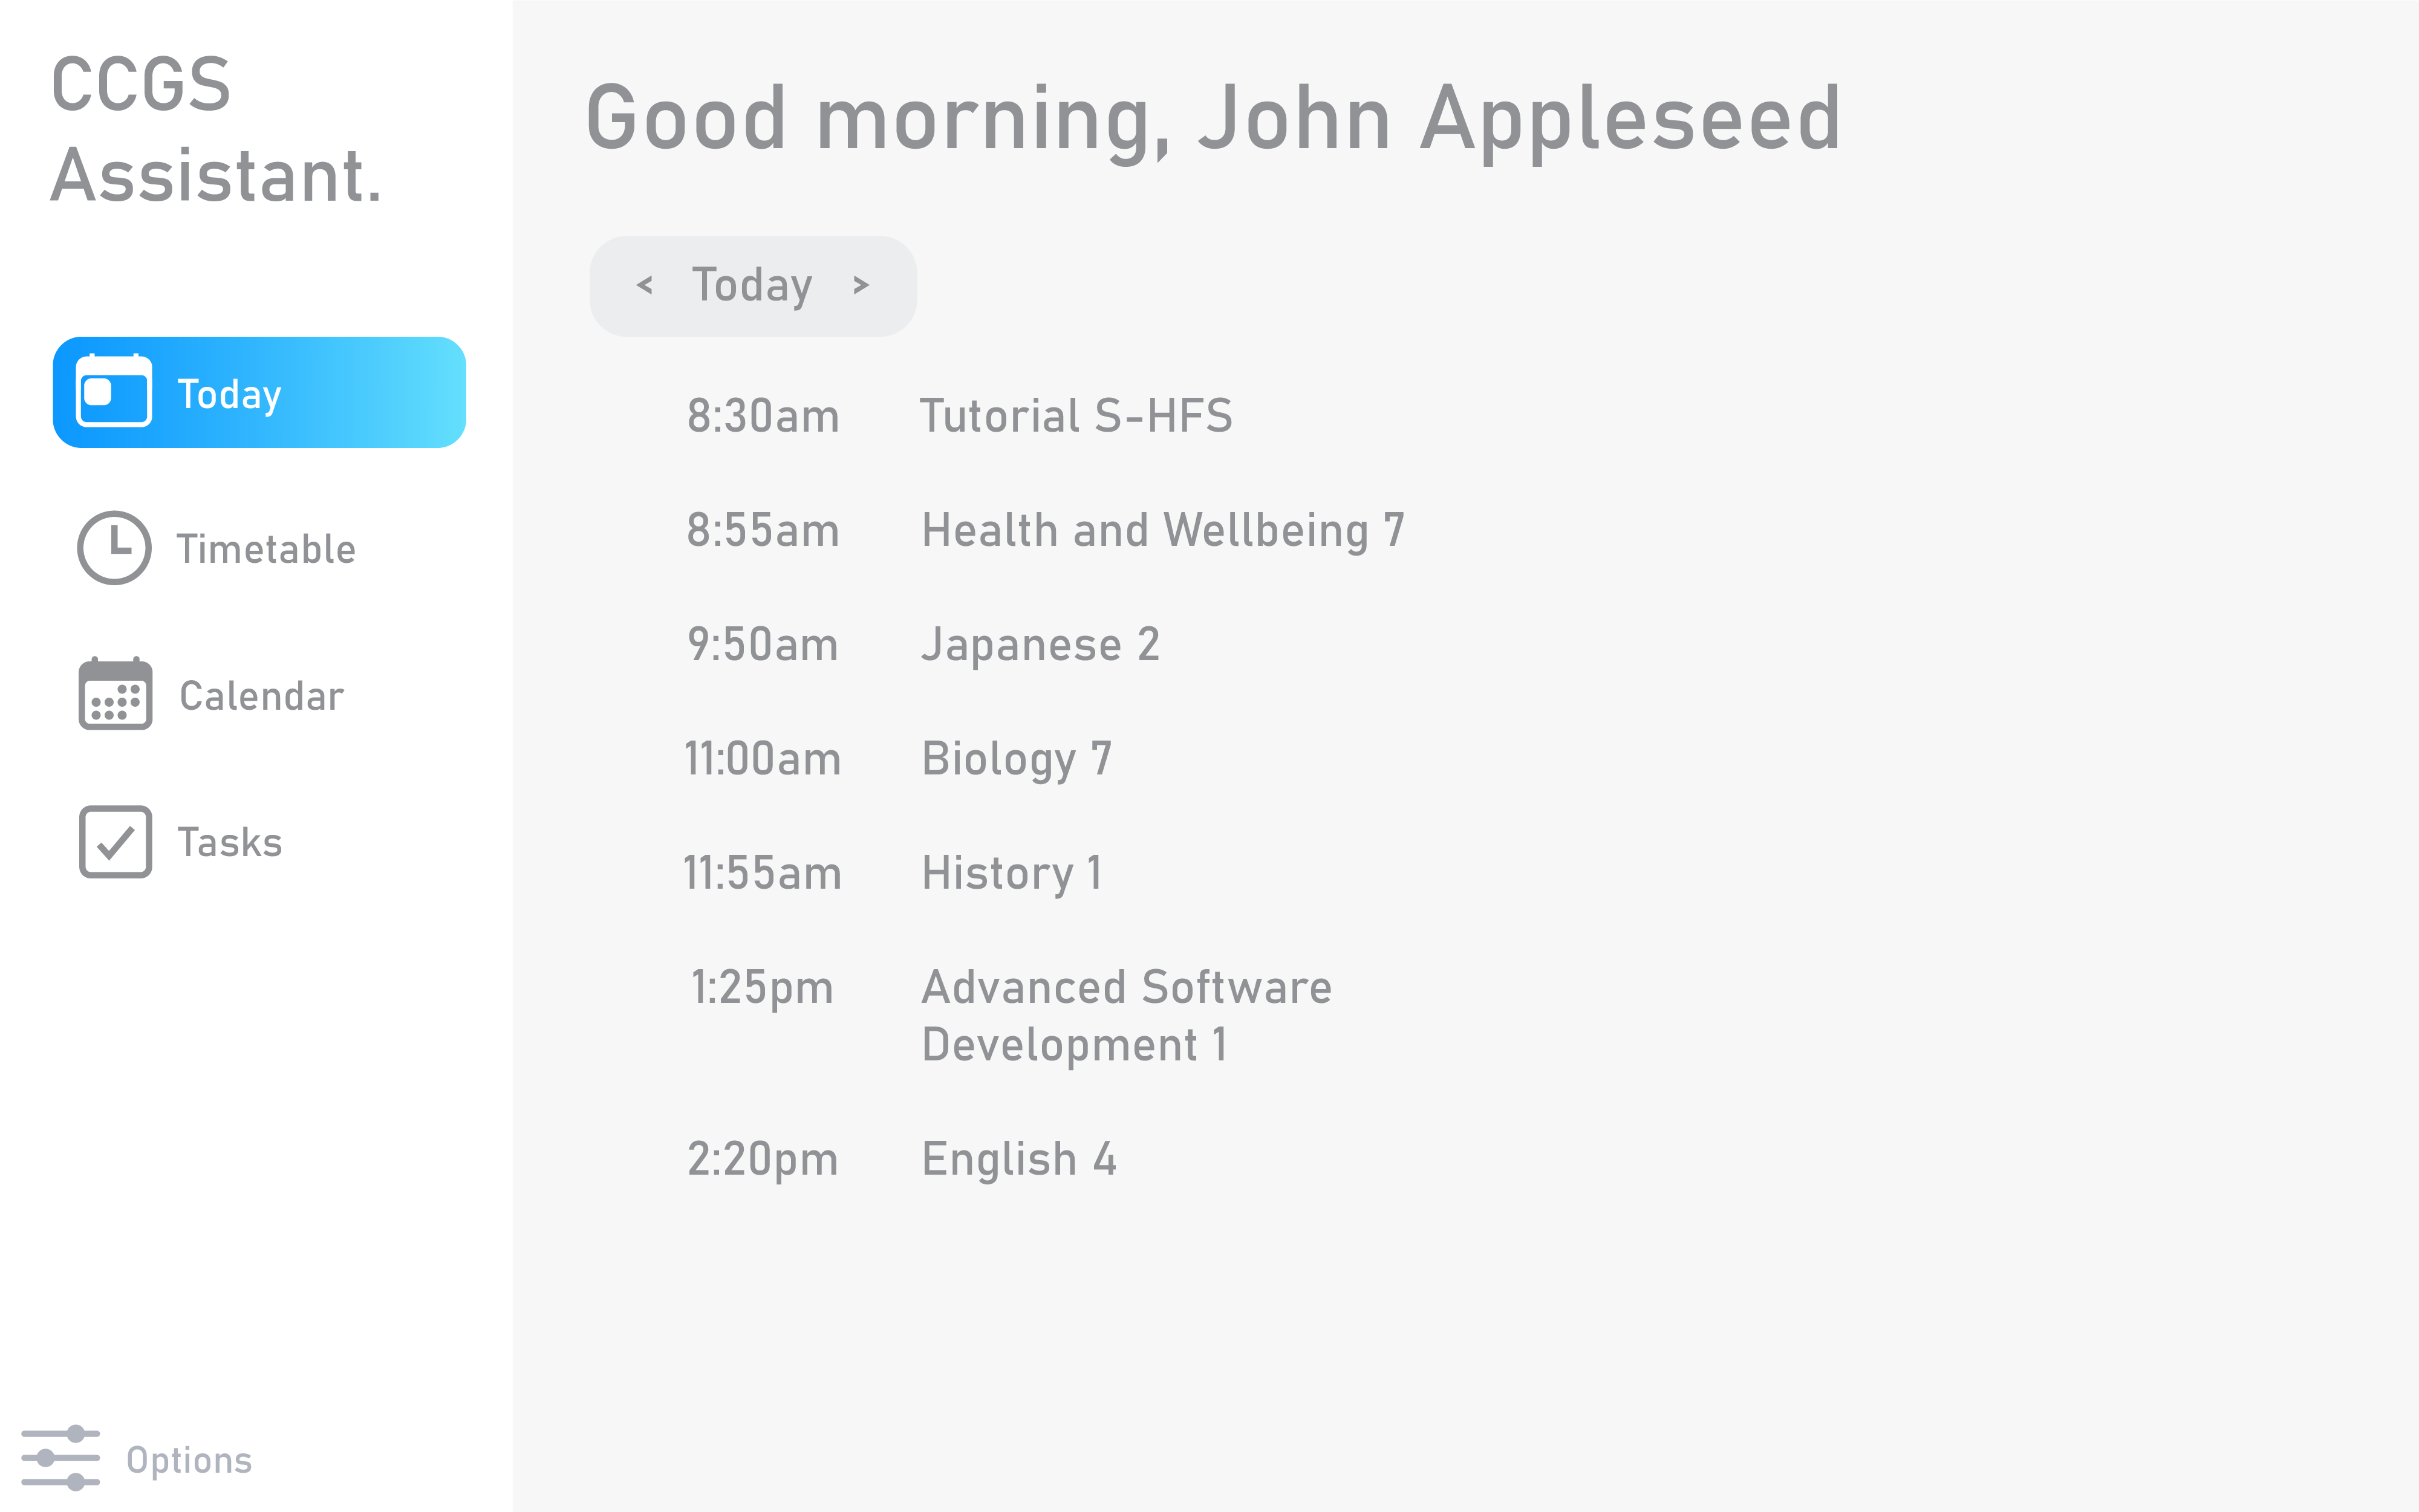 CCGS
Assistant.
Today
Timetable
Calendar
Tasks
Options
Good morning, John Appleseed
< Today >
8:30am Tutorial S-HFS
8:55am Health and Wellbeing 7
9:50am Japanese 2
11:00am Biology 7
11:55am History 1
1:25pm Advanced Software
Development 1
2:20pm English 4